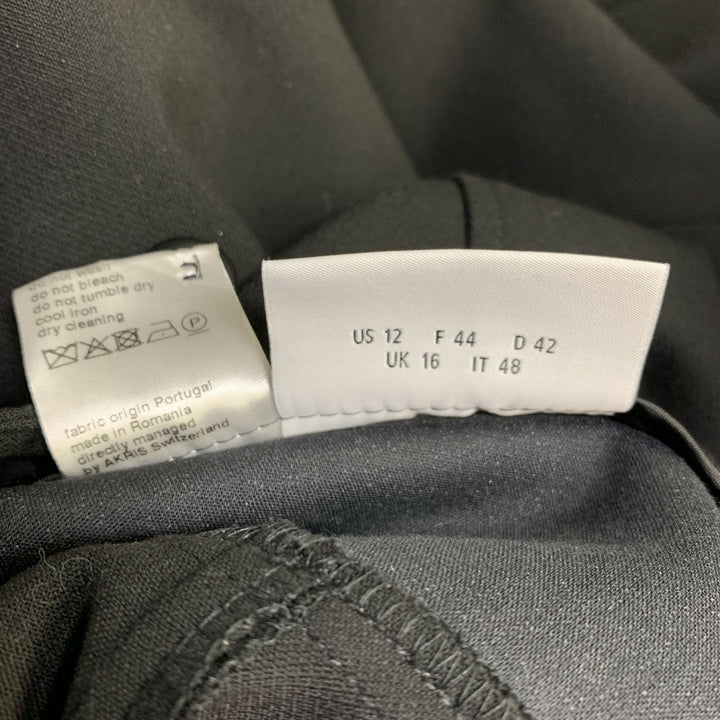 do not wash
do not bleach
do not tumble dry
cool iron
dry cleaning
P
fabric origin Portugal
made in Romania
directly managed
by AKRIS Switzerland
US 12 F 44 D 42
UK 16 IT 48